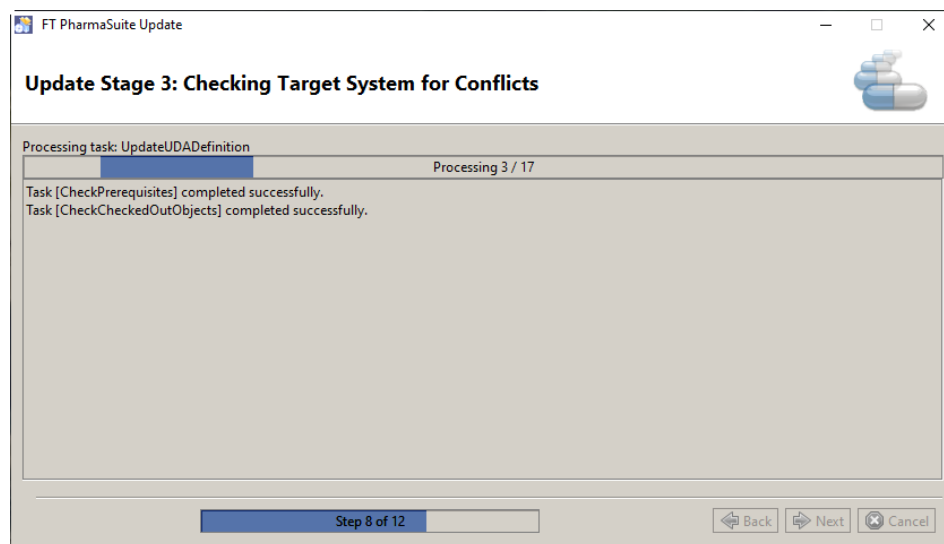 FT PharmaSuite Update
Update Stage 3: Checking Target System for Conflicts
Processing task: UpdateUDADefinition
Processing 3 / 17
Task [CheckPrerequisites] completed successfully.
Task [CheckCheckedOutObjects] completed successfully.
Step 8 of 12
Back
Next
Cancel